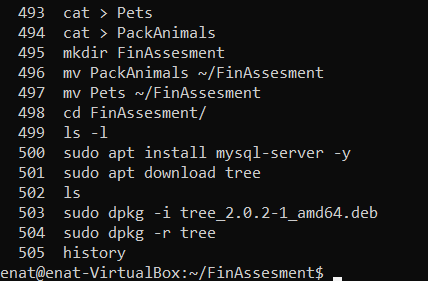 493 cat > Pets
494 cat > PackAnimals
495 mkdir FinAssesment
496 mv PackAnimals ~/FinAssesment
497 mv Pets ~/FinAssesment
498 cd FinAssesment/
499 ls -l
500 sudo apt install mysql-server -y
501 sudo apt download tree
502 ls
503 sudo dpkg -i tree_2.0.2-1_amd64.deb
504 sudo dpkg -r tree
505 history
enat@enat-VirtualBox:~/FinAssesment$